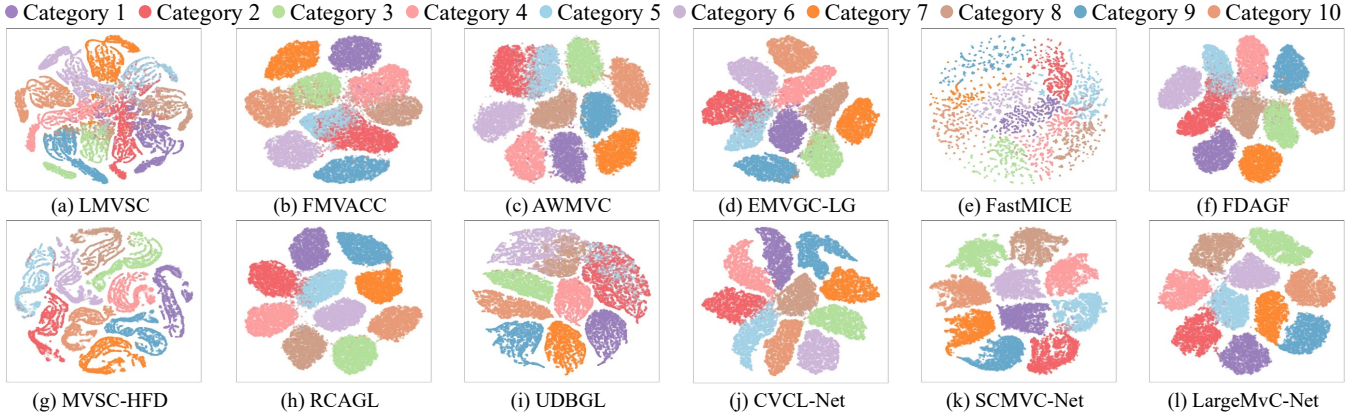 Category 1 Category 2 Category 3 Category 4 Category 5 Category 6 Category 7 Category 8 Category 9 Category 10
(a) LMVSC (b) FMVACC (c) AWMVC (d) EMVGC-LG (e) FastMICE (f) FDAGF
(g) MVSC-HFD (h) RCAGL (i) UDBGL (j) CVCL-Net (k) SCMVC-Net (l) LargeMvC-Net